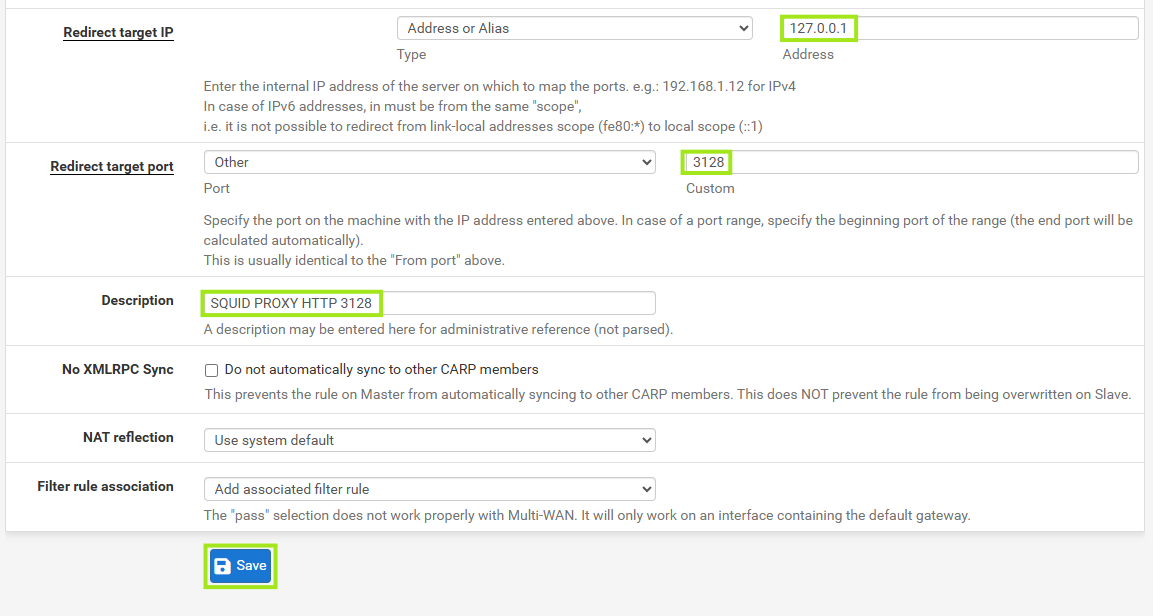 Redirect target IP
Address or Alias
127.0.0.1
Type
Address
Enter the internal IP address of the server on which to map the ports. e.g.: 192.168.1.12 for IPv4
In case of IPv6 addresses, in must be from the same "scope",
i.e. it is not possible to redirect from link-local addresses scope (fe80:*) to local scope (::1)
Redirect target port
Other
3128
Port
Custom
Specify the port on the machine with the IP address entered above. In case of a port range, specify the beginning port of the range (the end port will be
calculated automatically).
This is usually identical to the "From port" above.
Description
SQUID PROXY HTTP 3128
A description may be entered here for administrative reference (not parsed).
No XMLRPC Sync
Do not automatically sync to other CARP members
This prevents the rule on Master from automatically syncing to other CARP members. This does NOT prevent the rule from being overwritten on Slave.
NAT reflection
Use system default
Filter rule association
Add associated filter rule
The "pass" selection does not work properly with Multi-WAN. It will only work on an interface containing the default gateway.
Save